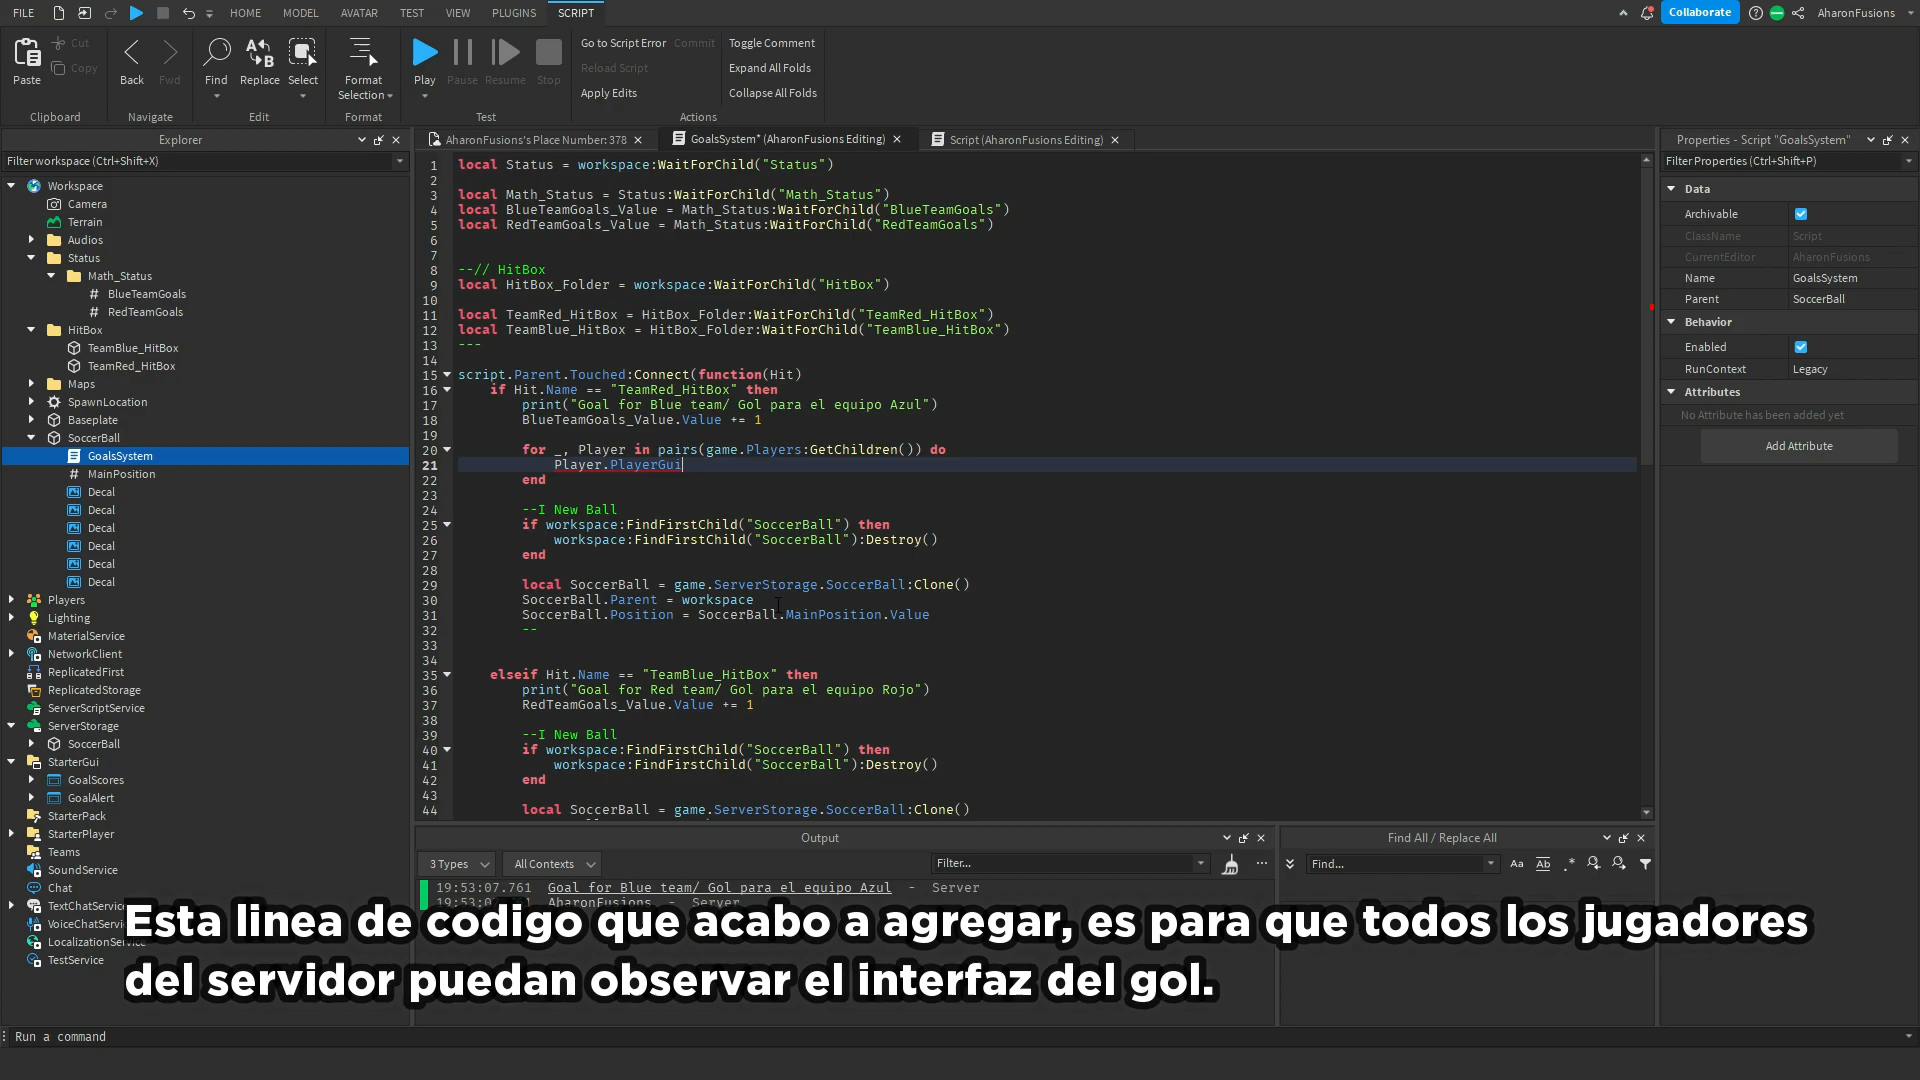 FILE HOME MODEL AVATAR TEST VIEW PLUGINS SCRIPT Collaborate AharonFusions
Paste Cut Copy Back Fwd Find Replace Select Format Selection Play Pause Resume Stop
Go to Script Error Commit Toggle Comment
Reload Script Expand All Folds
Apply Edits Collapse All Folds
Clipboard Navigate Edit Format Test Actions
Explorer
Filter workspace (Ctrl+Shift+X)
Workspace
Camera
Terrain
Audios
Status
Math_Status
BlueTeamGoals
RedTeamGoals
HitBox
TeamBlue_HitBox
TeamRed_HitBox
Maps
SpawnLocation
Baseplate
SoccerBall
GoalsSystem
MainPosition
Decal
Decal
Decal
Decal
Decal
Decal
Players
Lighting
MaterialService
NetworkClient
ReplicatedFirst
ReplicatedStorage
ServerScriptService
ServerStorage
SoccerBall
StarterGui
GoalScores
GoalAlert
StarterPack
StarterPlayer
Teams
SoundService
Chat
TextChatService
VoiceChatServic
LocalizationServic
TestService
AharonFusions's Place Number: 378 GoalsSystem* (AharonFusions Editing) Script (AharonFusions Editing)
1 local Status = workspace:WaitForChild("Status")
2
3 local Math_Status = Status:WaitForChild("Math_Status")
4 local BlueTeamGoals_Value = Math_Status:WaitForChild("BlueTeamGoals")
5 local RedTeamGoals_Value = Math_Status:WaitForChild("RedTeamGoals")
6
7
8 --// HitBox
9 local HitBox_Folder = workspace:WaitForChild("HitBox")
10
11 local TeamRed_HitBox = HitBox_Folder:WaitForChild("TeamRed_HitBox")
12 local TeamBlue_HitBox = HitBox_Folder:WaitForChild("TeamBlue_HitBox")
13 ---
14
15 script.Parent.Touched:Connect(function(Hit)
16 if Hit.Name == "TeamRed_HitBox" then
17 print("Goal for Blue team/ Gol para el equipo Azul")
18 BlueTeamGoals_Value.Value += 1
19
20 for _, Player in pairs(game.Players:GetChildren()) do
21 Player.PlayerGui
22 end
23
24 --I New Ball
25 if workspace:FindFirstChild("SoccerBall") then
26 workspace:FindFirstChild("SoccerBall"):Destroy()
27 end
28
29 local SoccerBall = game.ServerStorage.SoccerBall:Clone()
30 SoccerBall.Parent = workspace
31 SoccerBall.Position = SoccerBall.MainPosition.Value
32 --
33
34
35 elseif Hit.Name == "TeamBlue_HitBox" then
36 print("Goal for Red team/ Gol para el equipo Rojo")
37 RedTeamGoals_Value.Value += 1
38
39 --I New Ball
40 if workspace:FindFirstChild("SoccerBall") then
41 workspace:FindFirstChild("SoccerBall"):Destroy()
42 end
43
44 local SoccerBall = game.ServerStorage.SoccerBall:Clone()
Properties - Script "GoalsSystem"
Filter Properties (Ctrl+Shift+P)
Data
Archivable
ClassName Script
CurrentEditor AharonFusions
Name GoalsSystem
Parent SoccerBall
Behavior
Enabled
RunContext Legacy
Attributes
No Attribute has been added yet
Add Attribute
Output
3 Types All Contexts Filter...
19:53:07.761 Goal for Blue team/ Gol para el equipo Azul - Server
AharonFusions - Server
Find All / Replace All
Find...
Esta linea de codigo que acabo a agregar, es para que todos los jugadores
del servidor puedan observar el interfaz del gol.
Run a command